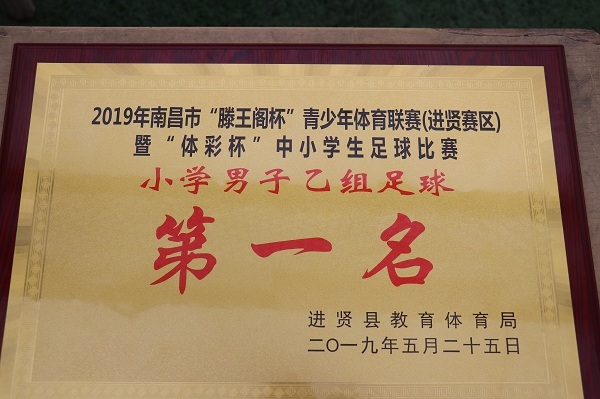 2019年南昌市“滕王阁杯”青少年体育联赛(进贤赛区)
暨“体彩杯”中小学生足球比赛
小学男子乙组足球
第一名
进贤县教育体育局
二〇一九年五月二十五日